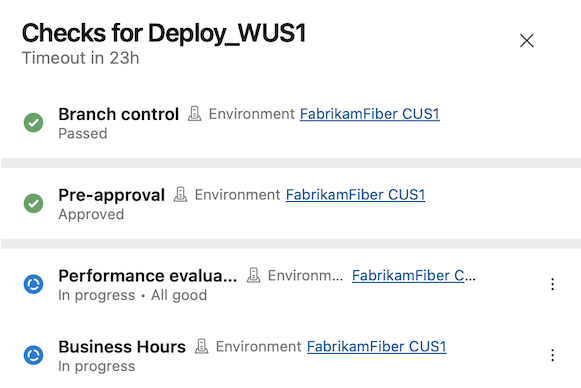 Checks for Deploy_WUS1
Timeout in 23h
Branch control Environment FabrikamFiber CUS1
Passed
Pre-approval Environment FabrikamFiber CUS1
Approved
Performance evalua... Environm... FabrikamFiber C...
In progress • All good
Business Hours Environment FabrikamFiber CUS1
In progress